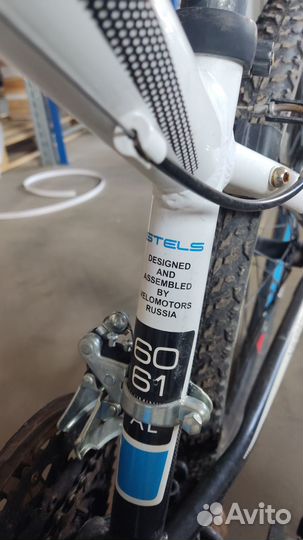 STELS
DESIGNED
AND
ASSEMBLED
BY
VELOMOTORS
RUSSIA
60
61
AL
Avito